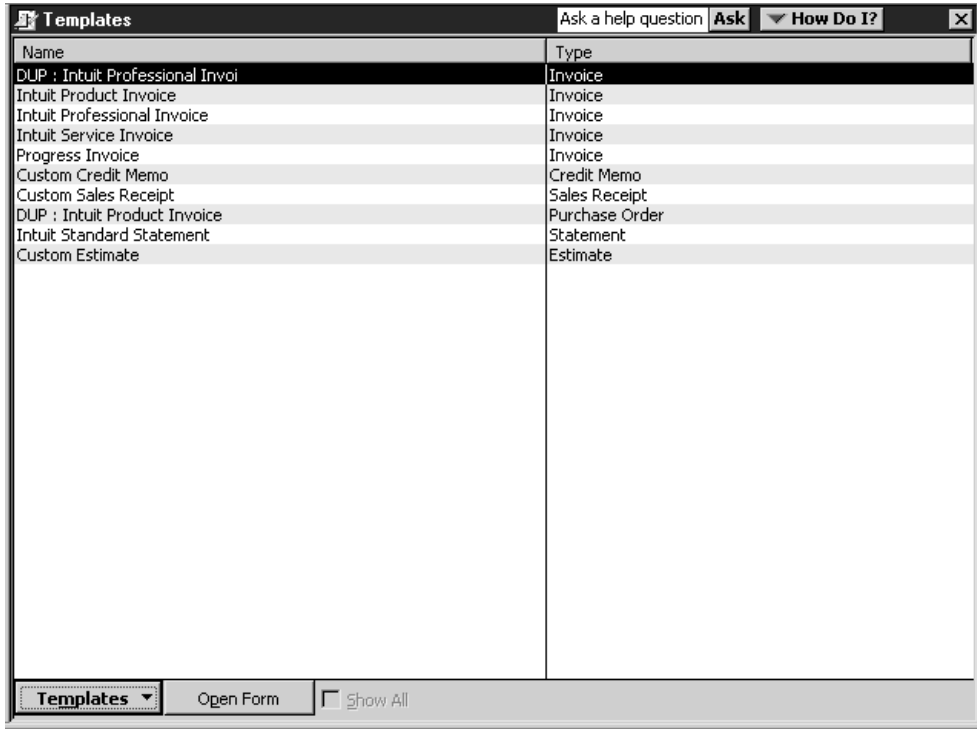 Templates Ask a help question Ask How Do I?
Name Type
DUP : Intuit Professional Invoi Invoice
Intuit Product Invoice Invoice
Intuit Professional Invoice Invoice
Intuit Service Invoice Invoice
Progress Invoice Invoice
Custom Credit Memo Credit Memo
Custom Sales Receipt Sales Receipt
DUP : Intuit Product Invoice Purchase Order
Intuit Standard Statement Statement
Custom Estimate Estimate
Templates Open Form Show All